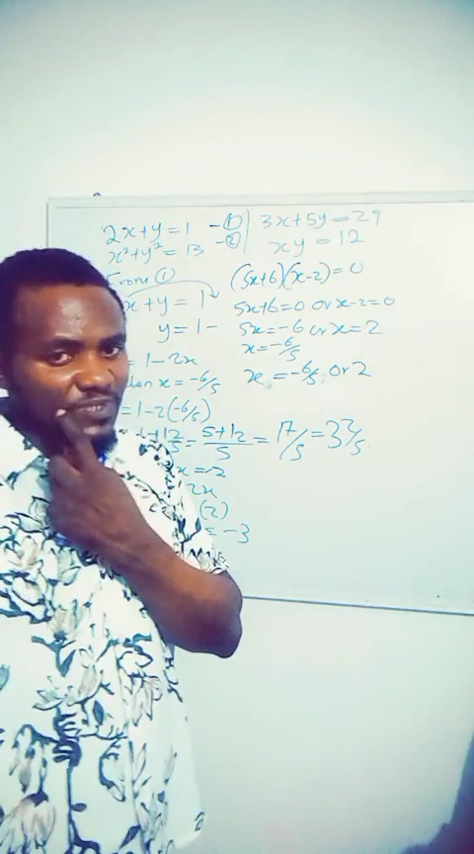 2x+y=1 -①
x²+y²=13 -②
From ①
x+y=1
y=1-
=1-2x
x=-6/5
=1-2(-6/5)
+12/5=5+12/5=17/5=3 2/5
x=2
2x
(2)
=-3
3x+5y=29
xy=12
(5x+6)(x-2)=0
5x+6=0 or x-2=0
5x=-6 or x=2
x=-6/5
x=-6/5 or 2